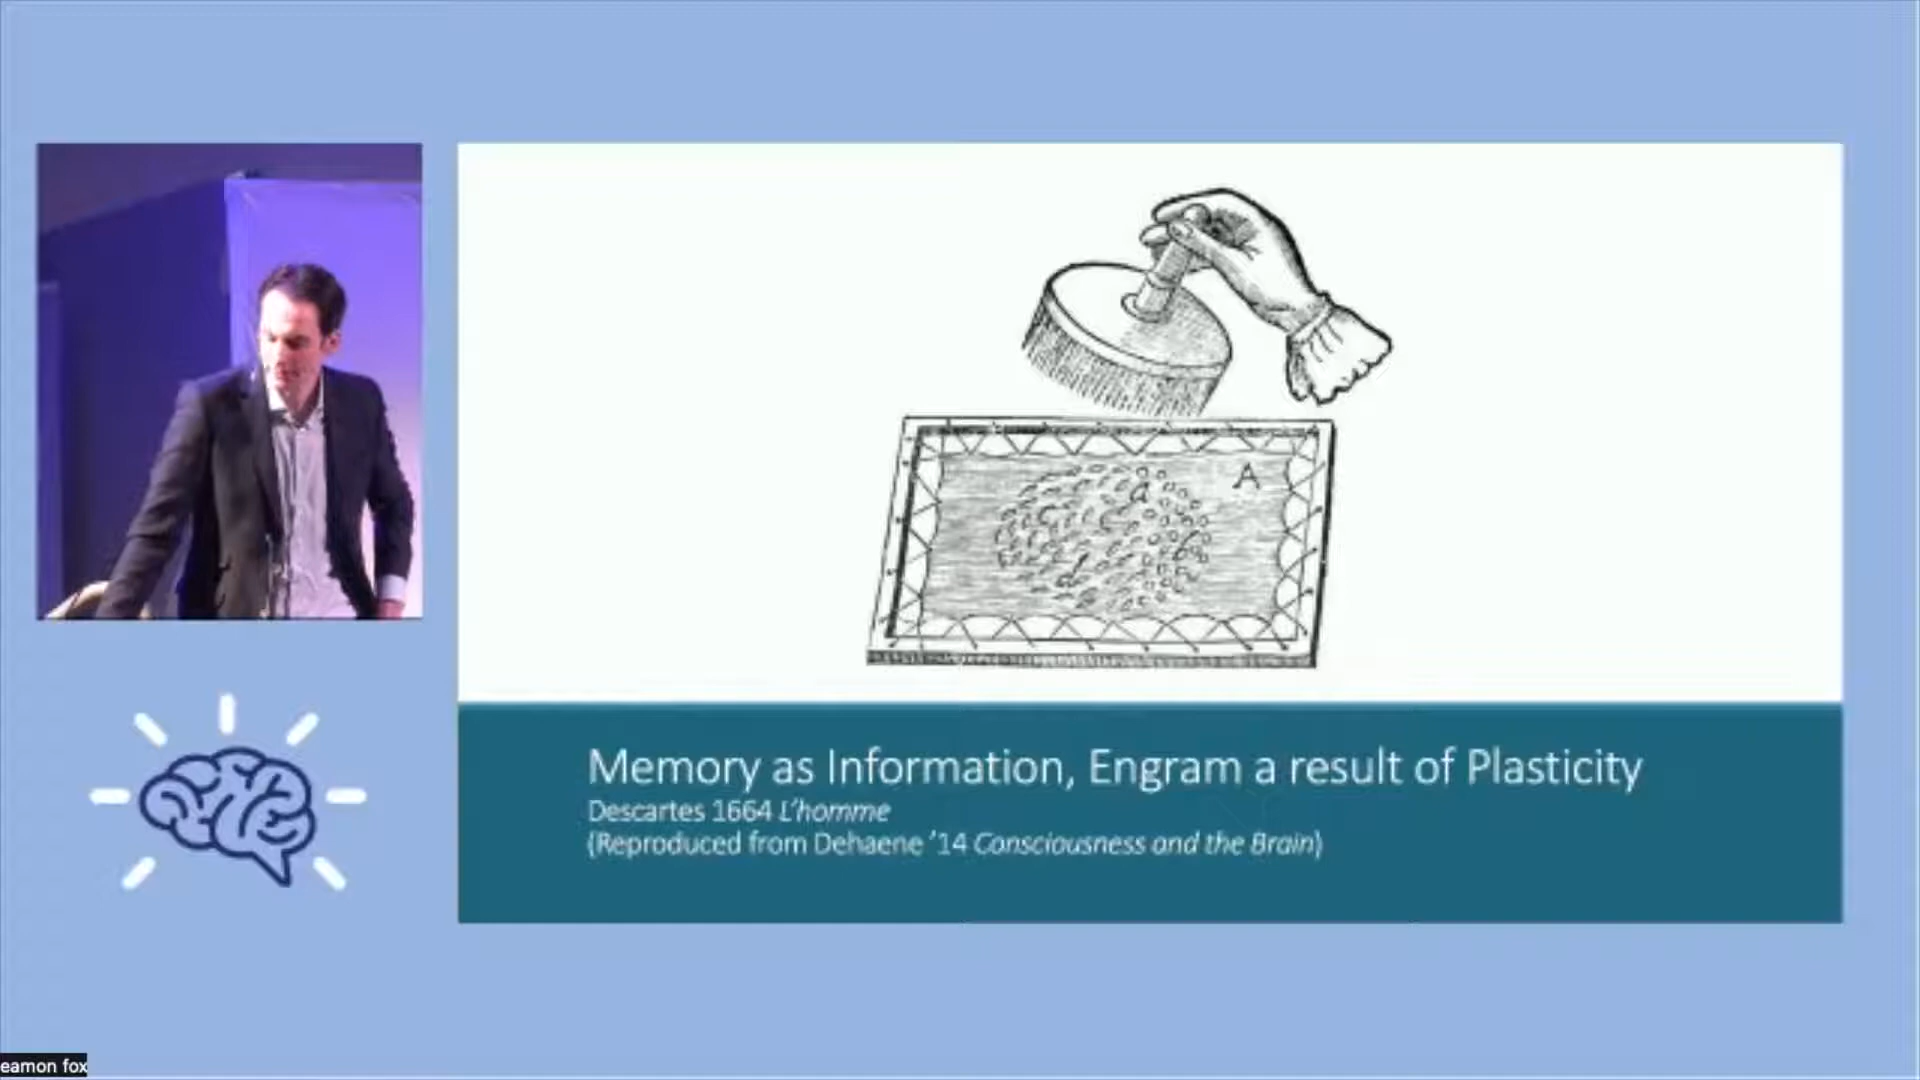 A
Memory as Information, Engram a result of Plasticity
Descartes 1664 L'homme
(Reproduced from Dehaene '14 Consciousness and the Brain)
eamon fox